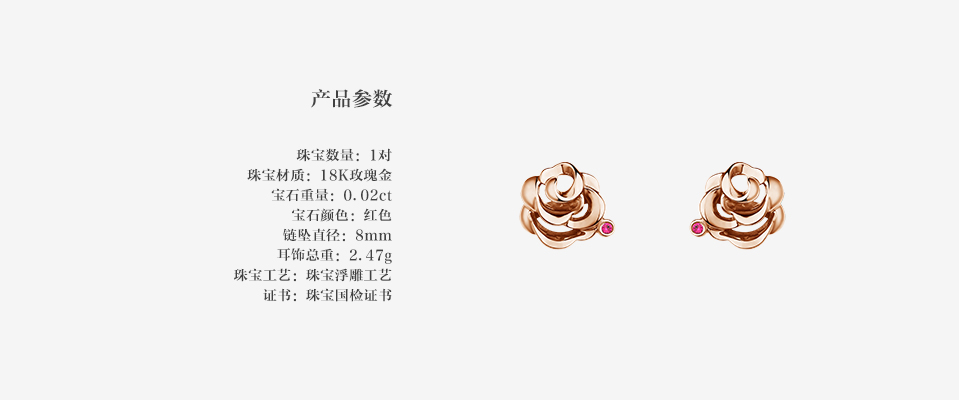 产品参数
珠宝数量：1对
珠宝材质：18K玫瑰金
宝石重量：0.02ct
宝石颜色：红色
链坠直径：8mm
耳饰总重：2.47g
珠宝工艺：珠宝浮雕工艺
证书：珠宝国检证书